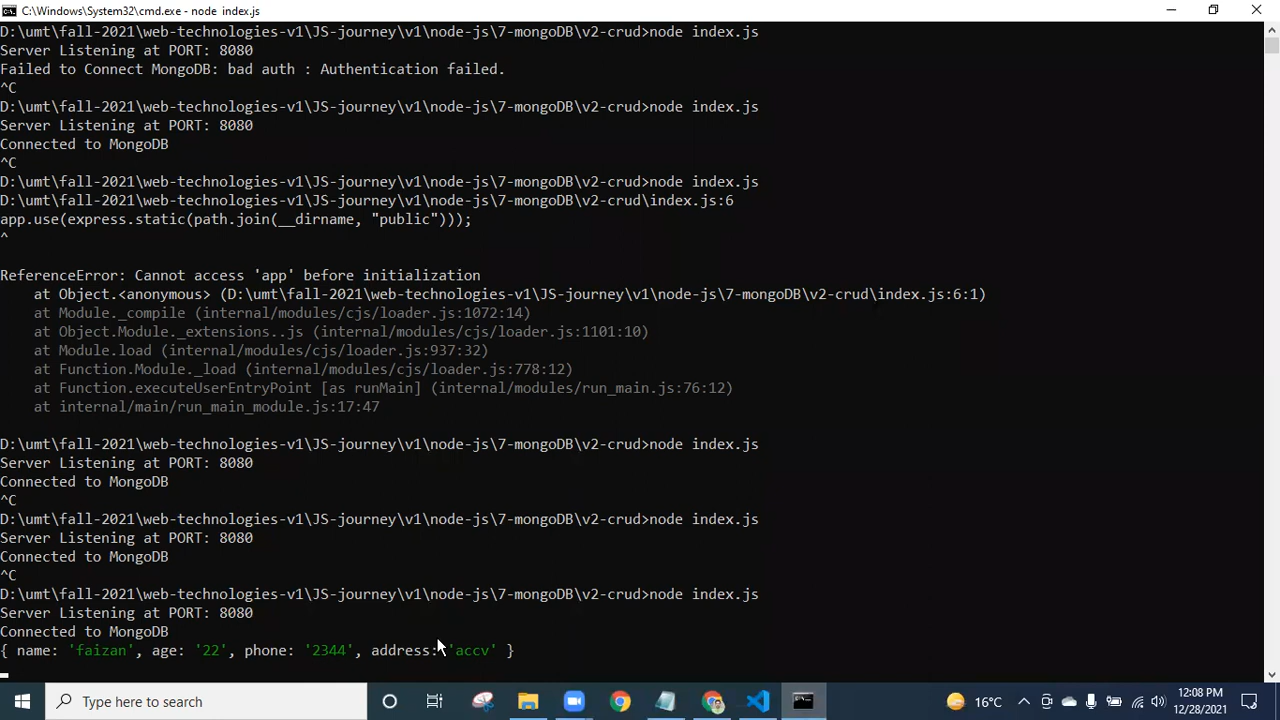 C:\Windows\System32\cmd.exe - node index.js
D:\umt\fall-2021\web-technologies-v1\JS-journey\v1\node-js\7-mongoDB\v2-crud>node index.js
Server Listening at PORT: 8080
Failed to Connect MongoDB: bad auth : Authentication failed.
^C
D:\umt\fall-2021\web-technologies-v1\JS-journey\v1\node-js\7-mongoDB\v2-crud>node index.js
Server Listening at PORT: 8080
Connected to MongoDB
^C
D:\umt\fall-2021\web-technologies-v1\JS-journey\v1\node-js\7-mongoDB\v2-crud>node index.js
D:\umt\fall-2021\web-technologies-v1\JS-journey\v1\node-js\7-mongoDB\v2-crud\index.js:6
app.use(express.static(path.join(__dirname, "public")));
^
ReferenceError: Cannot access 'app' before initialization
    at Object.<anonymous> (D:\umt\fall-2021\web-technologies-v1\JS-journey\v1\node-js\7-mongoDB\v2-crud\index.js:6:1)
    at Module._compile (internal/modules/cjs/loader.js:1072:14)
    at Object.Module._extensions..js (internal/modules/cjs/loader.js:1101:10)
    at Module.load (internal/modules/cjs/loader.js:937:32)
    at Function.Module._load (internal/modules/cjs/loader.js:778:12)
    at Function.executeUserEntryPoint [as runMain] (internal/modules/run_main.js:76:12)
    at internal/main/run_main_module.js:17:47
D:\umt\fall-2021\web-technologies-v1\JS-journey\v1\node-js\7-mongoDB\v2-crud>node index.js
Server Listening at PORT: 8080
Connected to MongoDB
^C
D:\umt\fall-2021\web-technologies-v1\JS-journey\v1\node-js\7-mongoDB\v2-crud>node index.js
Server Listening at PORT: 8080
Connected to MongoDB
^C
D:\umt\fall-2021\web-technologies-v1\JS-journey\v1\node-js\7-mongoDB\v2-crud>node index.js
Server Listening at PORT: 8080
Connected to MongoDB
{ name: 'faizan', age: '22', phone: '2344', address: 'accv' }
Type here to search
16°C
12:08 PM
12/28/2021